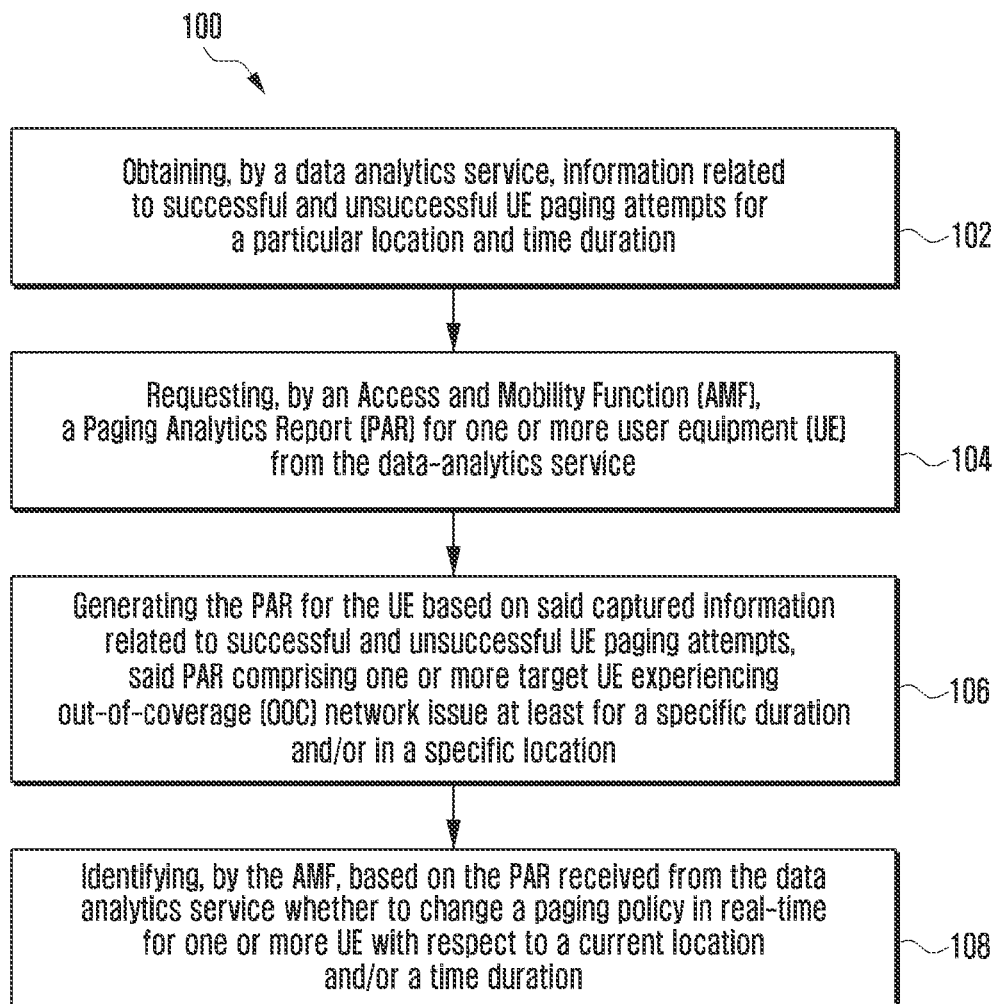 100
Obtaining, by a data analytics service, information related
to successful and unsuccessful UE paging attempts for
a particular location and time duration
102
Requesting, by an Access and Mobility Function (AMF),
a Paging Analytics Report (PAR) for one or more user equipment (UE)
from the data-analytics service
104
Generating the PAR for the UE based on said captured information
related to successful and unsuccessful UE paging attempts,
said PAR comprising one or more target UE experiencing
out-of-coverage (OOC) network issue at least for a specific duration
and/or in a specific location
106
Identifying, by the AMF, based on the PAR received from the data
analytics service whether to change a paging policy in real-time
for one or more UE with respect to a current location
and/or a time duration
108